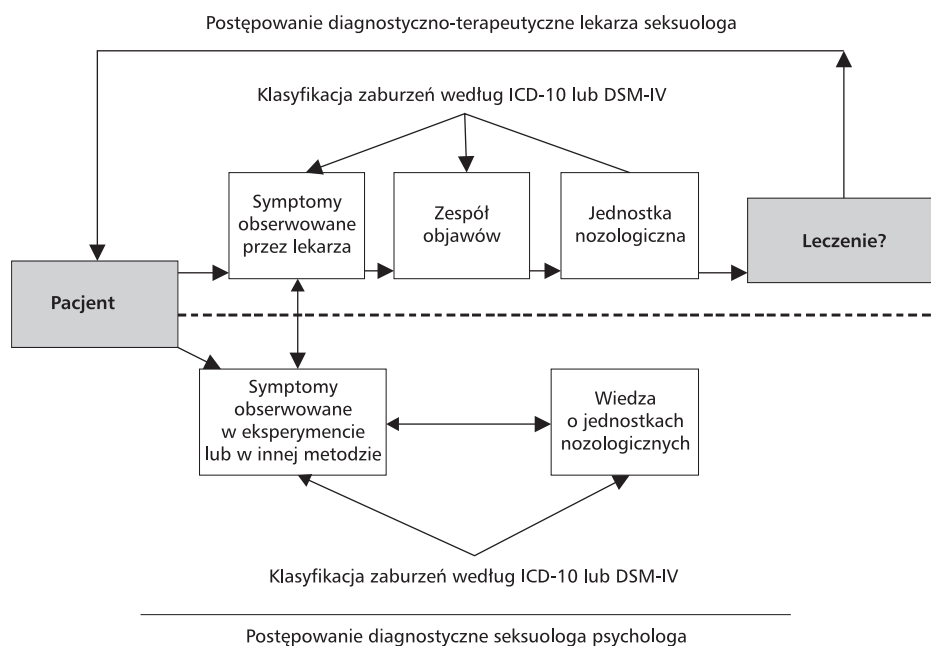 Postępowanie diagnostyczno-terapeutyczne lekarza seksuologa
Klasyfikacja zaburzeń według ICD-10 lub DSM-IV
Symptomy
obserwowane
przez lekarza
Zespół
objawów
Jednostka
nozologiczna
Leczenie?
Pacjent
Symptomy
obserwowane
w eksperymencie
lub w innej metodzie
Wiedza
o jednostkach
nozologicznych
Klasyfikacja zaburzeń według ICD-10 lub DSM-IV
Postępowanie diagnostyczne seksuologa psychologa